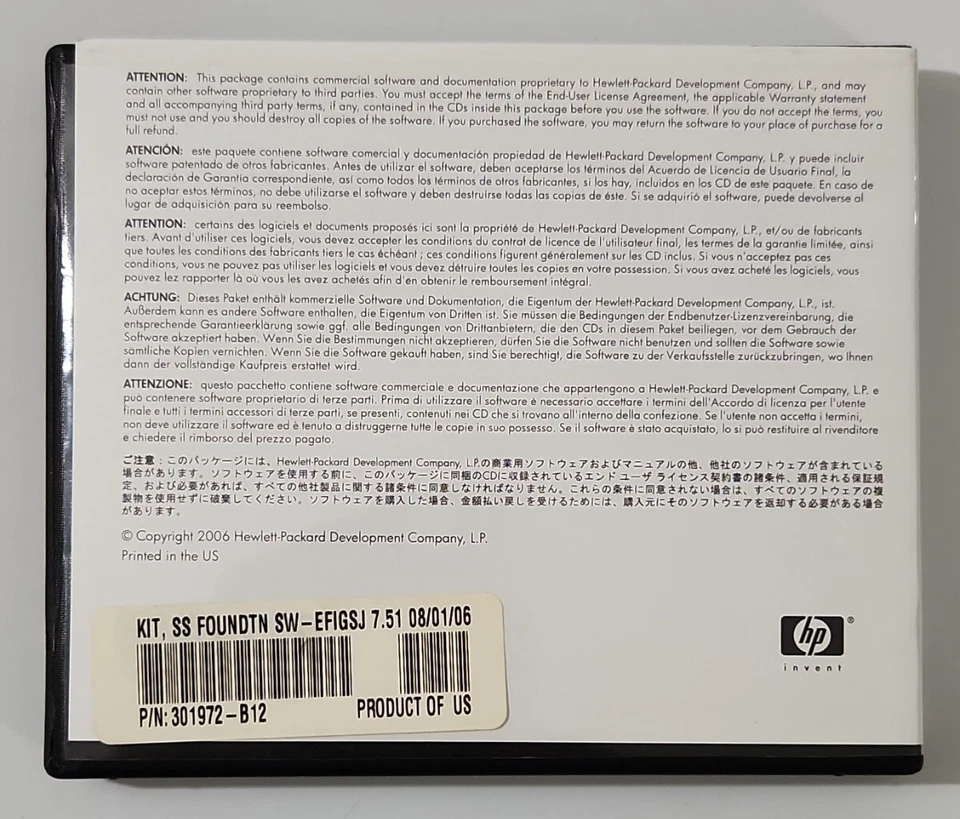 ATTENTION: This package contains commercial software and documentation proprietary to Hewlett-Packard Development Company, L.P., and may
contain other software proprietary to third parties. You must accept the terms of the End-User License Agreement, the applicable Warranty statement
and all accompanying third party terms, if any, contained in the CDs inside this package before you use the software. If you do not accept the terms, you
must not use and you should destroy all copies of the software. If you purchased the software, you may return the software to your place of purchase for a
full refund.
ATENCIÓN: este paquete contiene software comercial y documentación propiedad de Hewlett-Packard Development Company, L.P. y puede incluir
software patentado de otros fabricantes. Antes de utilizar el software, deben aceptarse los términos del Acuerdo de Licencia de Usuario Final, la
declaración de Garantía correspondiente, así como todos los términos de otros fabricantes, si los hay, incluidos en los CD de este paquete. En caso de
no aceptar estos términos, no debe utilizarse el software y deben destruirse todas las copias de éste. Si se adquirió el software, puede devolverse al
lugar de adquisición para su reembolso.
ATTENTION: certains des logiciels et documents proposés ici sont la propriété de Hewlett-Packard Development Company, L.P., et/ou de fabricants
tiers. Avant d'utiliser ces logiciels, vous devez accepter les conditions du contrat de licence de l'utilisateur final, les termes de la garantie limitée, ainsi
que toutes les conditions des fabricants tiers le cas échéant ; ces conditions figurent généralement sur les CD inclus. Si vous n'acceptez pas ces
conditions, vous ne pouvez pas utiliser les logiciels et vous devez détruire toutes les copies en votre possession. Si vous avez acheté les logiciels, vous
pouvez les rapporter là où vous les avez achetés afin d'en obtenir le remboursement intégral.
ACHTUNG: Dieses Paket enthält kommerzielle Software und Dokumentation, die Eigentum der Hewlett-Packard Development Company, L.P., ist.
Außerdem kann es andere Software enthalten, die Eigentum von Dritten ist. Sie müssen die Bedingungen der Endbenutzer-Lizenzvereinbarung, die
entsprechende Garantieerklärung sowie ggf. alle Bedingungen von Drittanbietern, die den CDs in diesem Paket beiliegen, vor dem Gebrauch der
Software akzeptiert haben. Wenn Sie die Bestimmungen nicht akzeptieren, dürfen Sie die Software nicht benutzen und sollten die Software sowie
sämtliche Kopien vernichten. Wenn Sie die Software gekauft haben, sind Sie berechtigt, die Software zu der Verkaufsstelle zurückzubringen, wo Ihnen
dann der vollständige Kaufpreis erstattet wird.
ATTENZIONE: questo pacchetto contiene software commerciale e documentazione che appartengono a Hewlett-Packard Development Company, L.P. e
può contenere software proprietario di terze parti. Prima di utilizzare il software è necessario accettare i termini dell'Accordo di licenza per l'utente
finale e tutti i termini accessori di terze parti, se presenti, contenuti nei CD che si trovano all'interno della confezione. Se l'utente non accetta i termini,
non deve utilizzare il software ed è tenuto a distruggerne tutte le copie in suo possesso. Se il software è stato acquistato, lo si può restituire al rivenditore
e chiedere il rimborso del prezzo pagato.
ご注意：このパッケージには、Hewlett-Packard Development Company, L.P.の商業用ソフトウェアおよびマニュアルの他、他社のソフトウェアが含まれている
場合があります。ソフトウェアを使用する前に、このパッケージに同梱のCDに収録されているエンド ユーザ ライセンス契約書の諸条件、適用される保証規
定、および必要があれば、すべての他社製品に関する諸条件に同意しなければなりません。これらの条件に同意されない場合は、すべてのソフトウェアの複
製物を使用せずに破棄してください。ソフトウェアを購入した場合、金額払い戻しを受けるためには、購入元にそのソフトウェアを返却する必要がある場合
があります。
© Copyright 2006 Hewlett-Packard Development Company, L.P.
Printed in the US
KIT, SS FOUNDTN SW-EFIGSJ 7.51 08/01/06
P/N: 301972-B12 PRODUCT OF US
hp®
invent